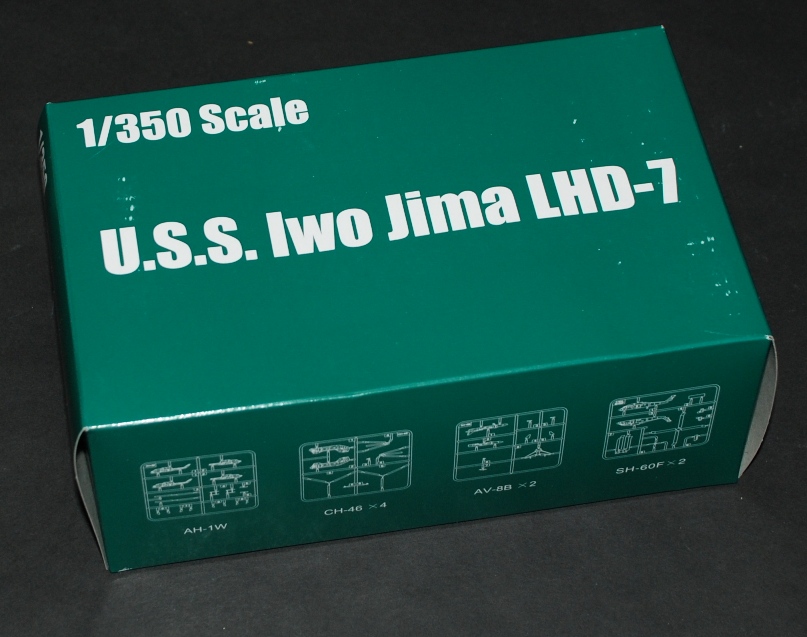 1/350 Scale
U.S.S. Iwo Jima LHD-7
AH-1W
CH-46 ×4
AV-8B ×2
SH-60F×2